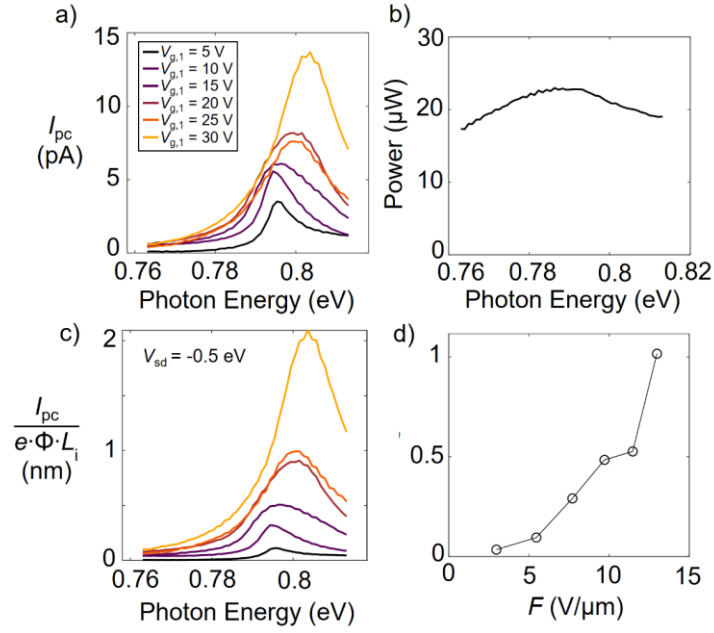 a)
15
10
5
0
I_pc
(pA)
V_g,1 = 5 V
V_g,1 = 10 V
V_g,1 = 15 V
V_g,1 = 20 V
V_g,1 = 25 V
V_g,1 = 30 V
0.76
0.78
0.8
Photon Energy (eV)
b)
30
20
10
0
Power (µW)
0.76
0.78
0.8
0.82
Photon Energy (eV)
c)
2
1
0
V_sd = -0.5 eV
I_pc
e·Φ·L_i
(nm)
0.76
0.78
0.8
Photon Energy (eV)
d)
1
0.5
0
0
5
10
15
F (V/µm)